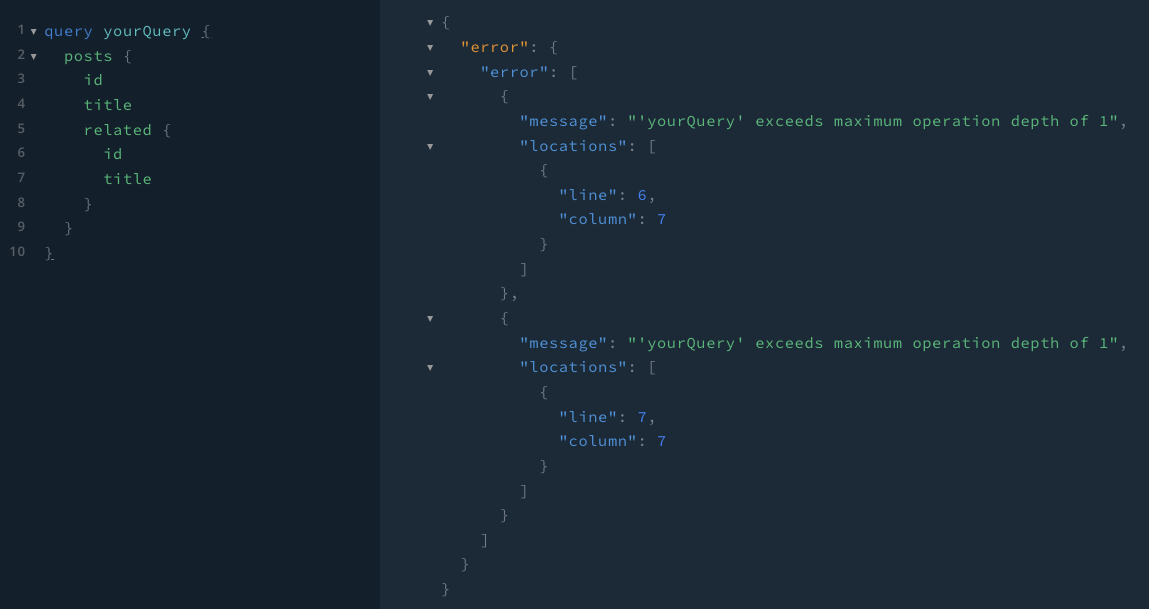 1 ▾ query yourQuery {
2 ▾   posts {
3     id
4     title
5     related {
6       id
7       title
8     }
9   }
10 }
▾ {
▾   "error": {
▾     "error": [
▾       {
          "message": "'yourQuery' exceeds maximum operation depth of 1",
▾         "locations": [
            {
              "line": 6,
              "column": 7
            }
          ]
        },
▾       {
          "message": "'yourQuery' exceeds maximum operation depth of 1",
▾         "locations": [
            {
              "line": 7,
              "column": 7
            }
          ]
        }
      ]
    }
  }